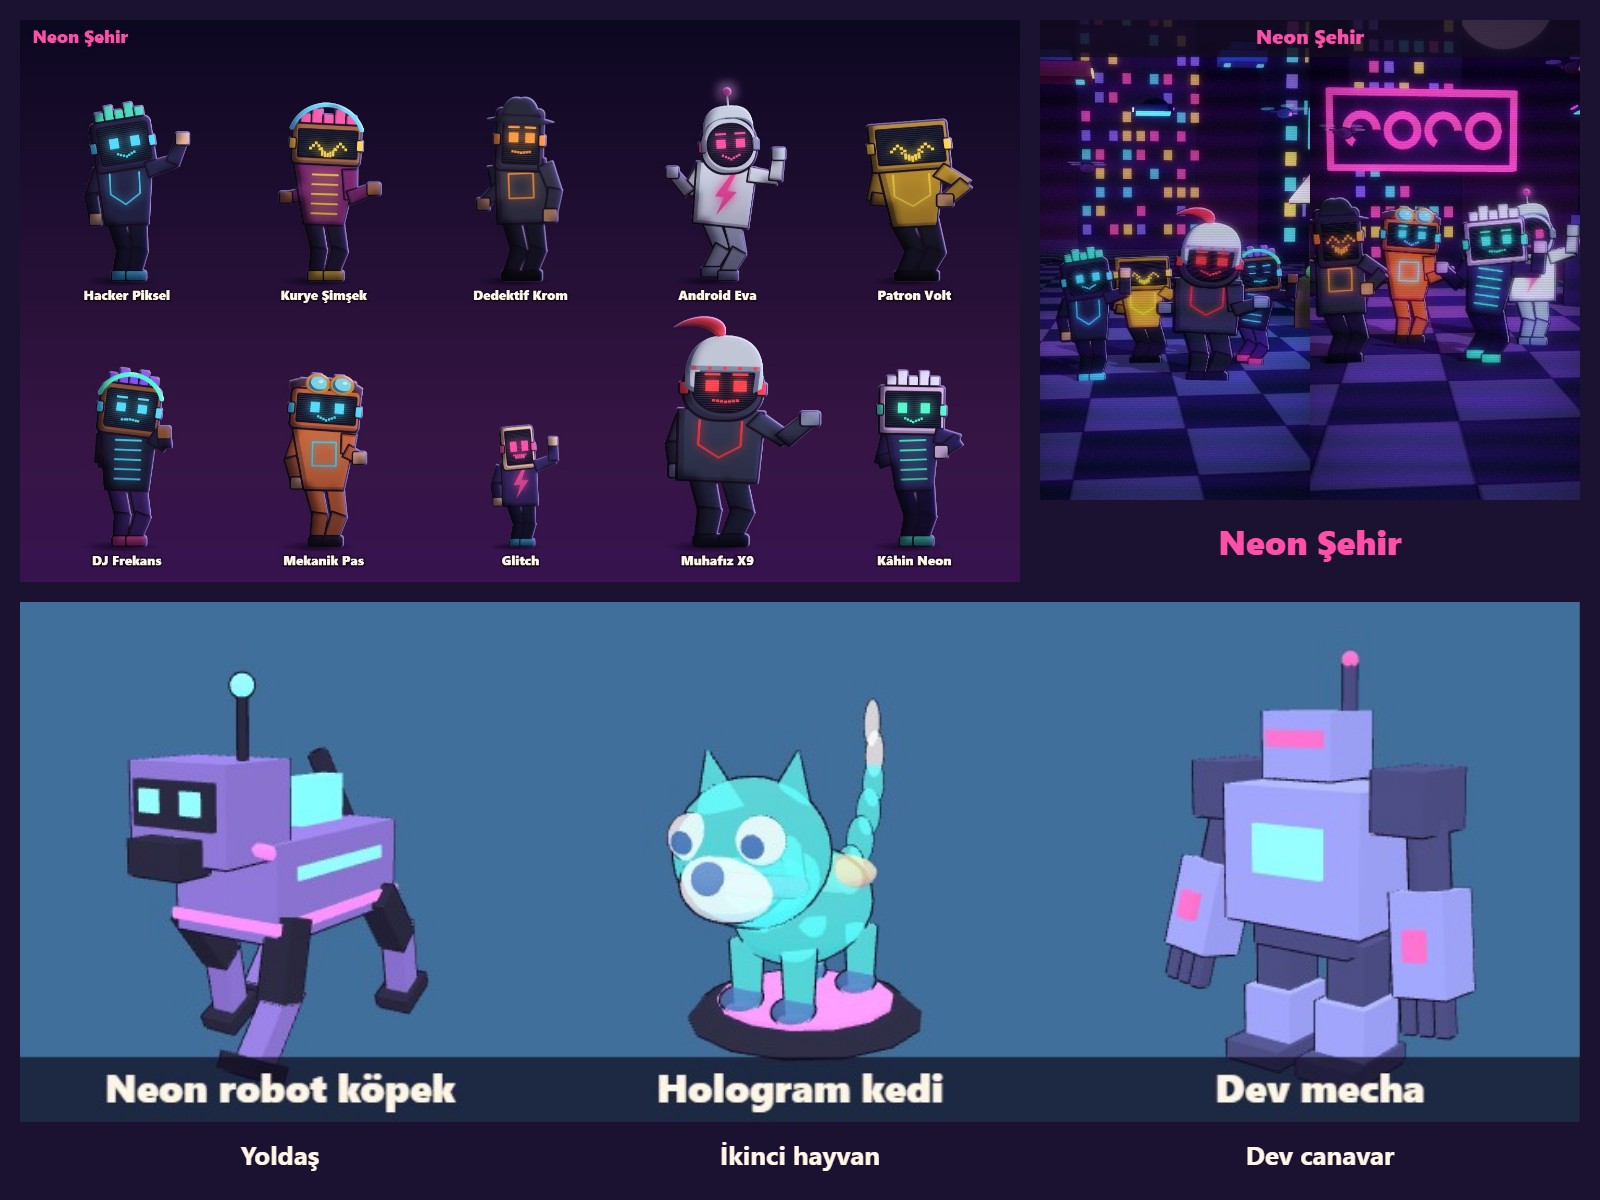 Neon Şehir
Hacker Piksel
Kurye Şimşek
Dedektif Krom
Android Eva
Patron Volt
DJ Frekans
Mekanik Pas
Glitch
Muhafız X9
Kâhin Neon
Neon Şehir
Neon Şehir
Neon robot köpek
Hologram kedi
Dev mecha
Yoldaş
İkinci hayvan
Dev canavar